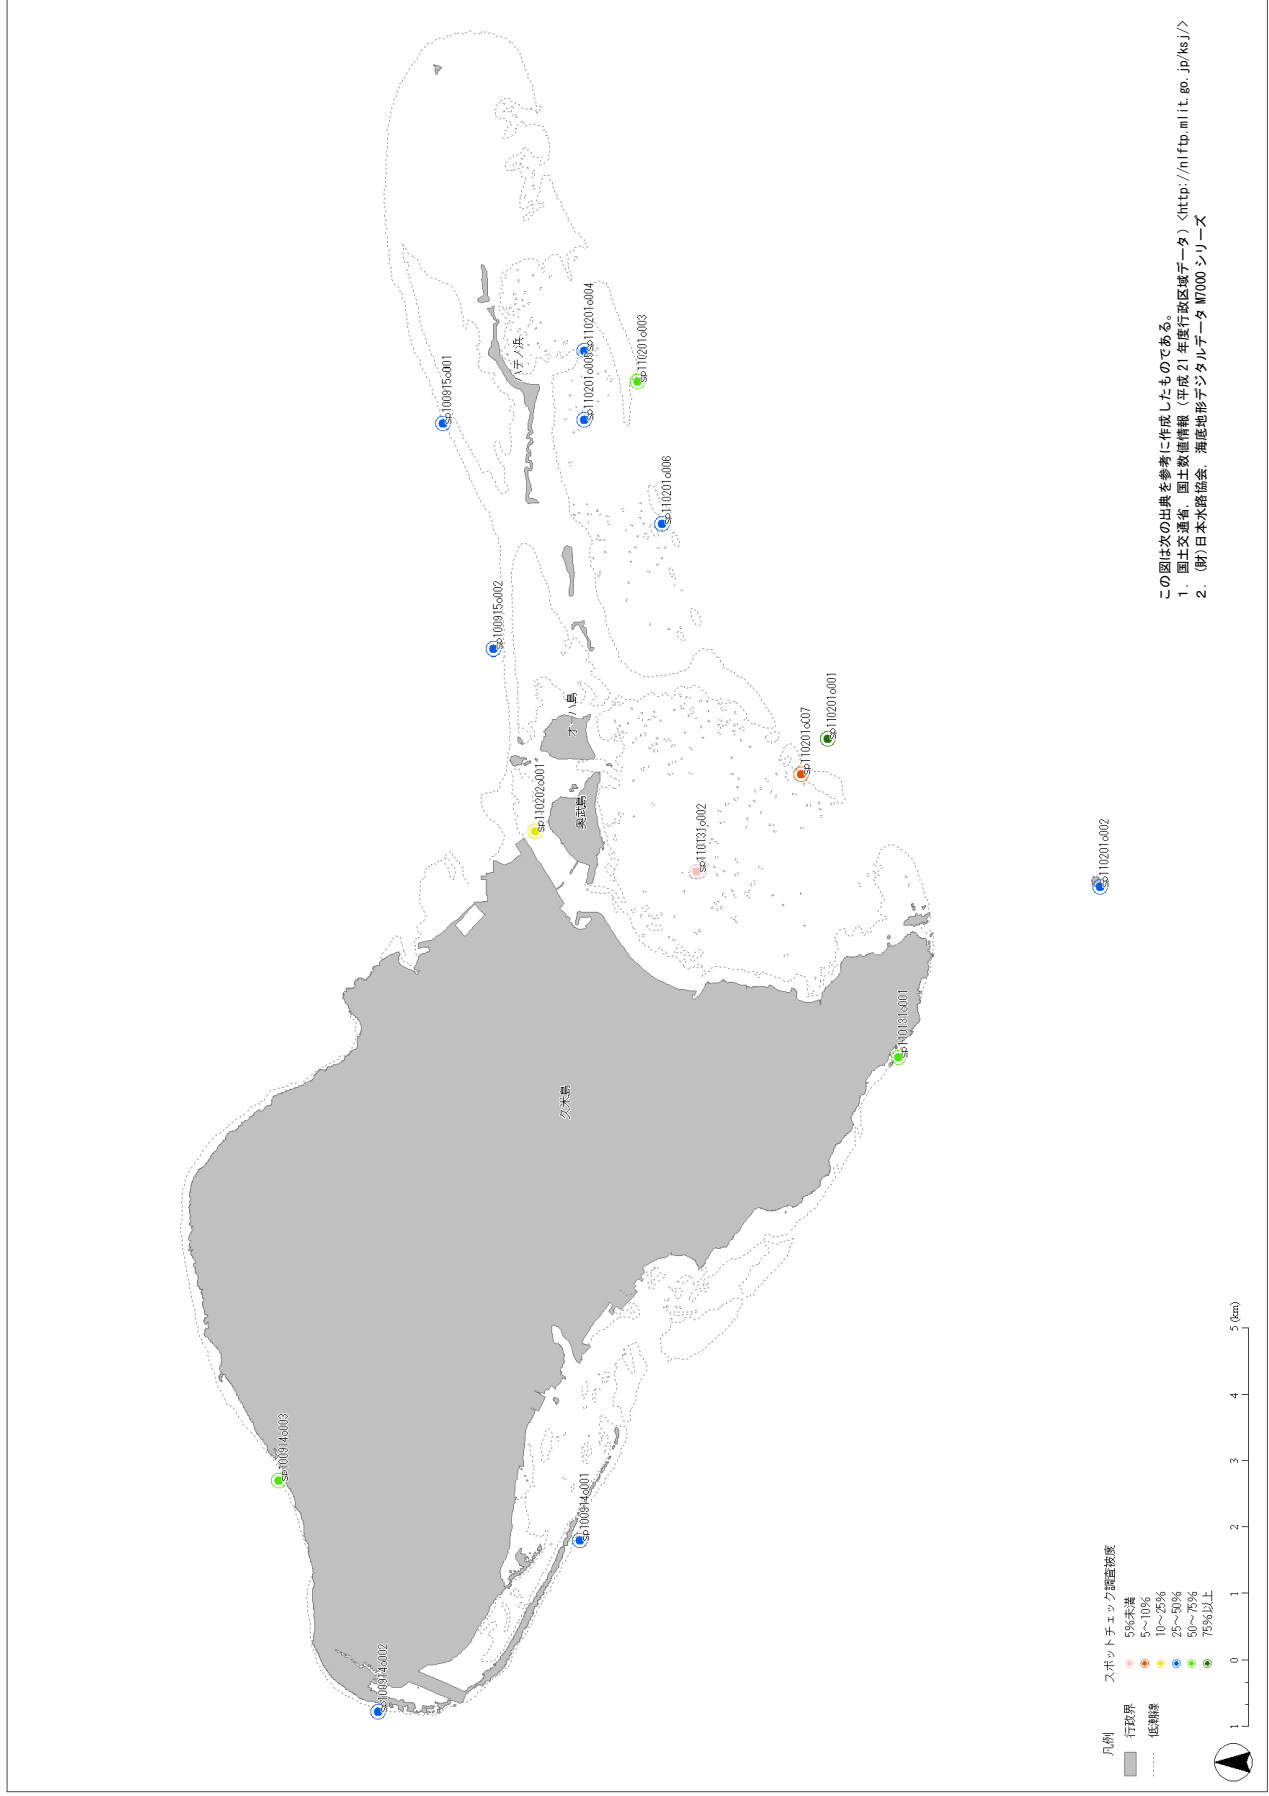 この図は次の出典を参考に作成したものである。
1. 国土交通省, 国土数値情報（平成21年度行政区域データ）<http://nlftp.mlit.go.jp/ksj/>
2. (財)日本水路協会, 海底地形デジタルデータ M7000 シリーズ
sp100915o001
sp100915o002
sp110201o004
sp110201o005
sp110201o003
sp110201o006
ハテノ浜
オーハ島
奥武島
sp110202o001
sp110201o001
sp110201o007
sp110131o002
sp110201o002
sp110131o001
久米島
sp100914o003
sp100914o001
sp100914o002
凡例
行政界
低潮線
スポットチェック調査被度
5%未満
5～10%
10～25%
25～50%
50～75%
75%以上
1 0 1 2 3 4 5 (km)